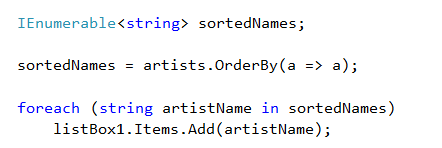 IEnumerable<string> sortedNames;
sortedNames = artists.OrderBy(a => a);
foreach (string artistName in sortedNames)
listBox1.Items.Add(artistName);